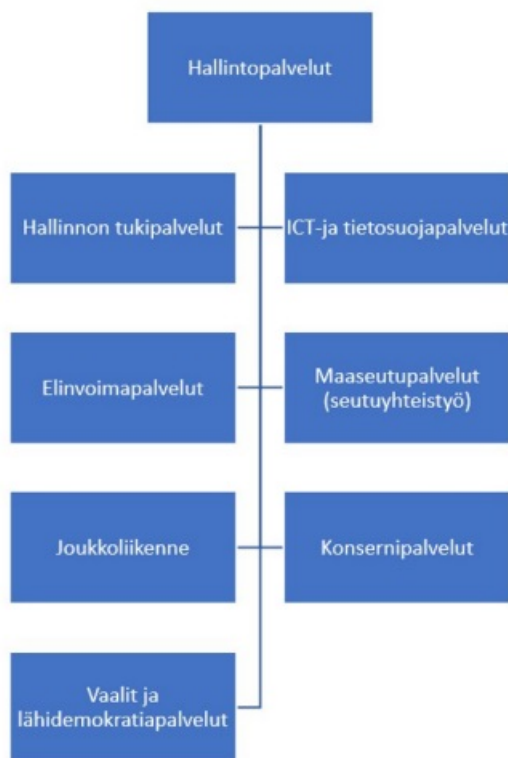 Hallintopalvelut
Hallinnon tukipalvelut
ICT-ja tietosuojapalvelut
Elinvoimapalvelut
Maaseutupalvelut
(seutuyhteistyö)
Joukkoliikenne
Konsernipalvelut
Vaalit ja
lähidemokratiapalvelut